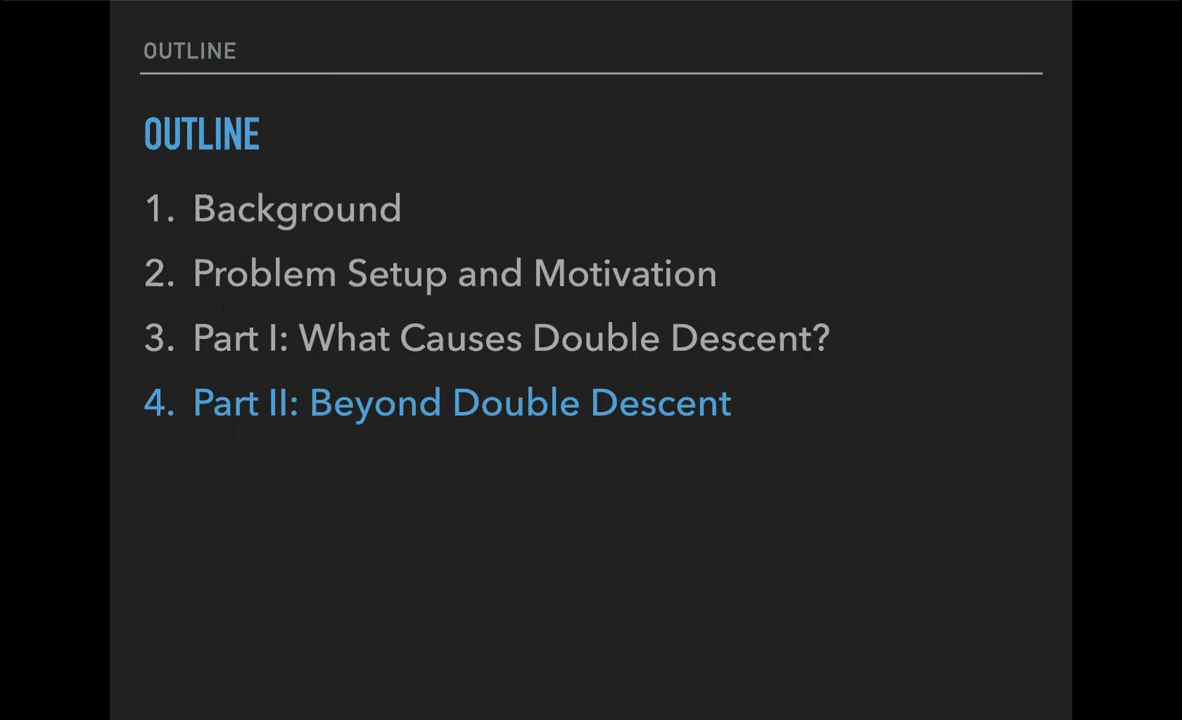 OUTLINE
OUTLINE
1. Background
2. Problem Setup and Motivation
3. Part I: What Causes Double Descent?
4. Part II: Beyond Double Descent